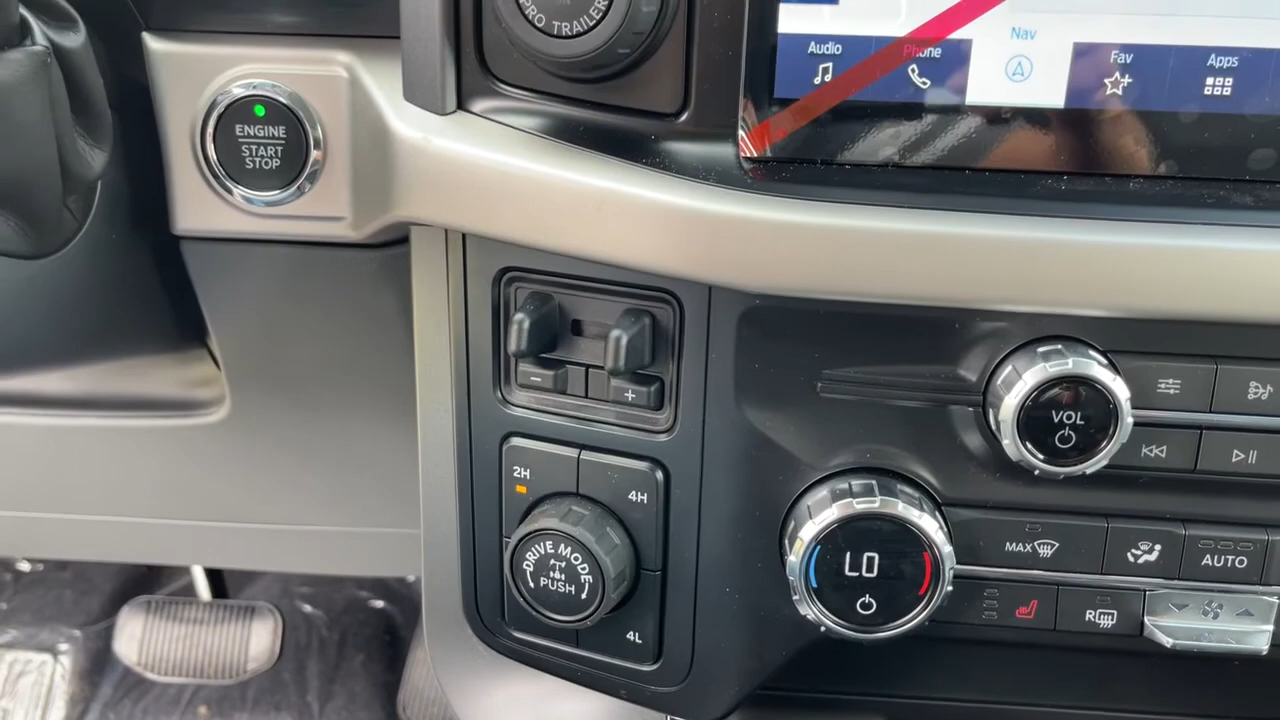 PRO TRAILER
Audio
Phone
Nav
Fav
Apps
ENGINE
START
STOP
−
+
VOL
2H
4H
DRIVE MODE
PUSH
4L
LO
MAX
AUTO
R